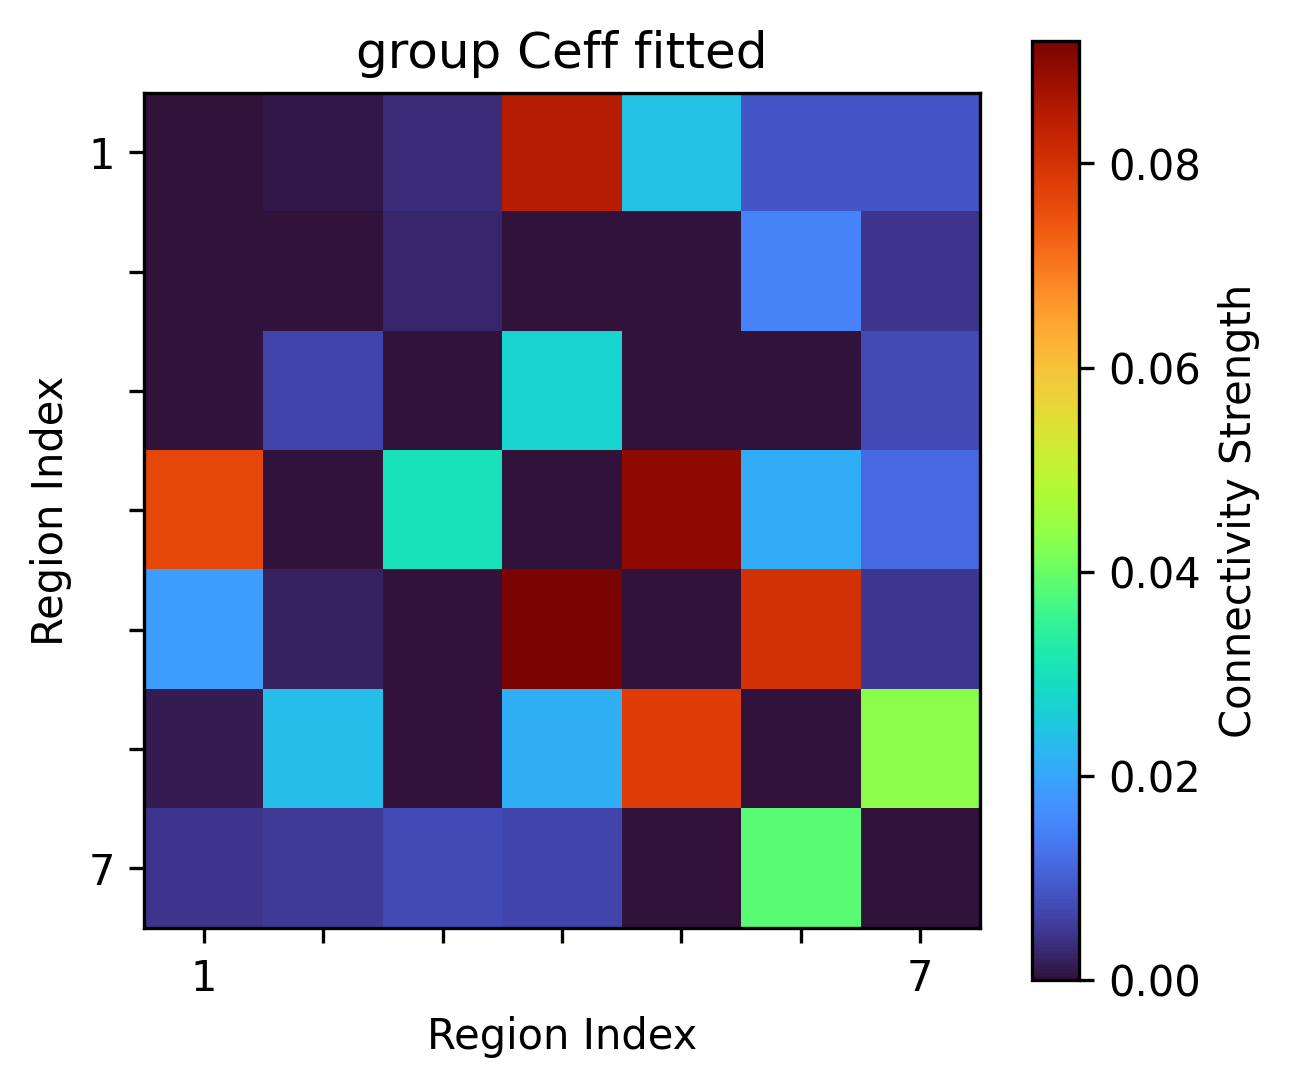 group Ceff fitted
1
7
Region Index
1
7
Region Index
0.08
0.06
0.04
0.02
0.00
Connectivity Strength